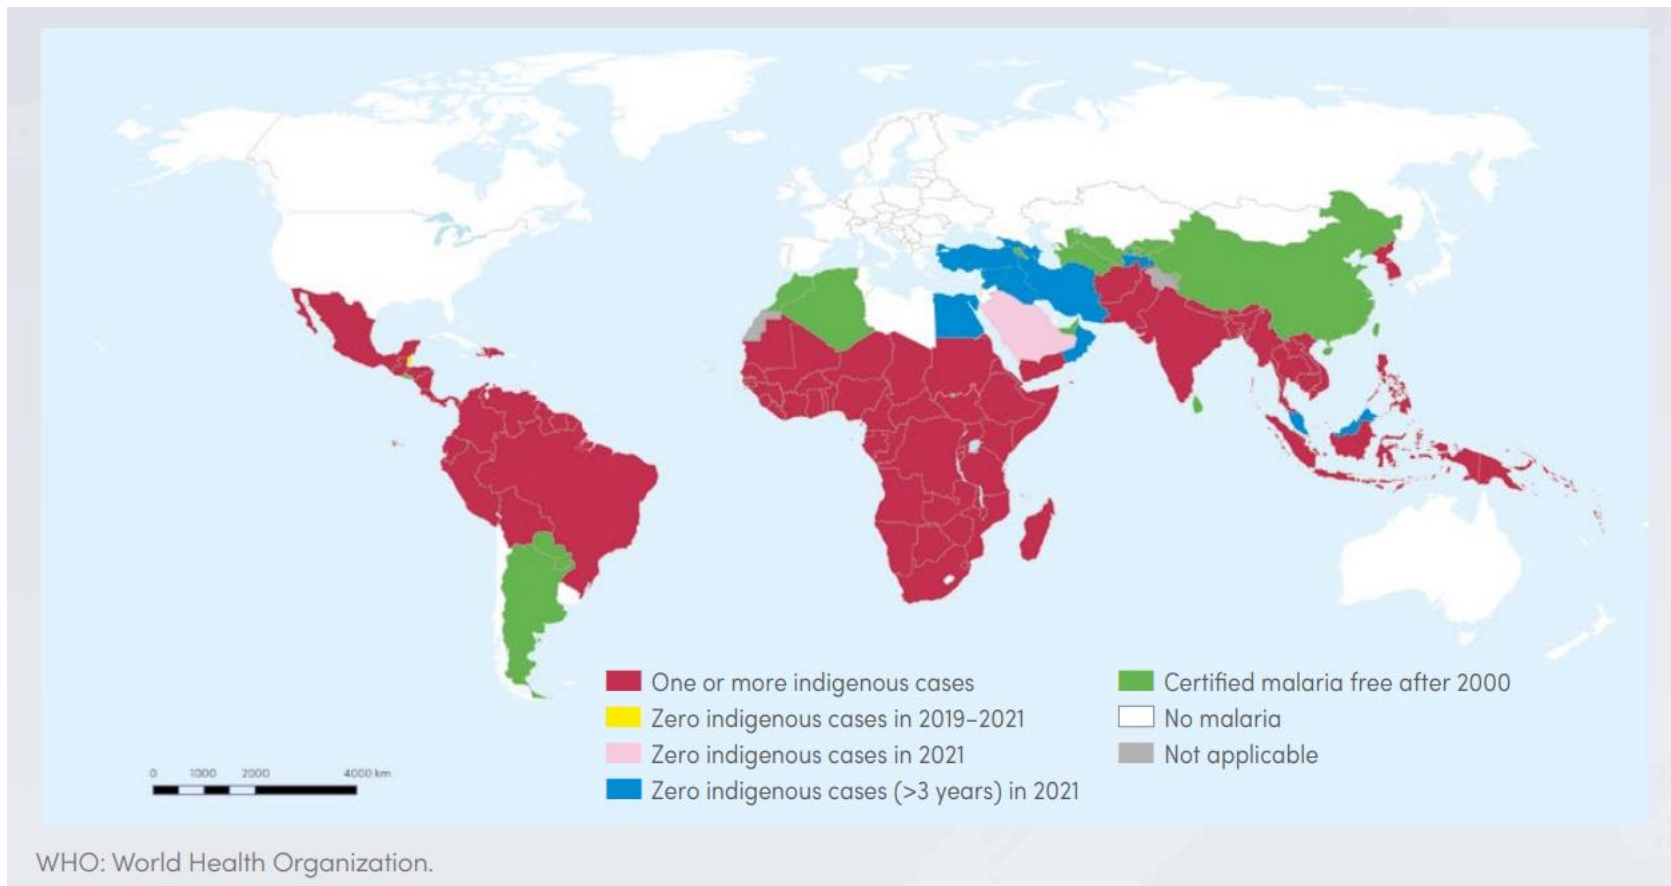 One or more indigenous cases
Zero indigenous cases in 2019–2021
Zero indigenous cases in 2021
Zero indigenous cases (>3 years) in 2021
Certified malaria free after 2000
No malaria
Not applicable
0 1000 2000 4000 km
WHO: World Health Organization.